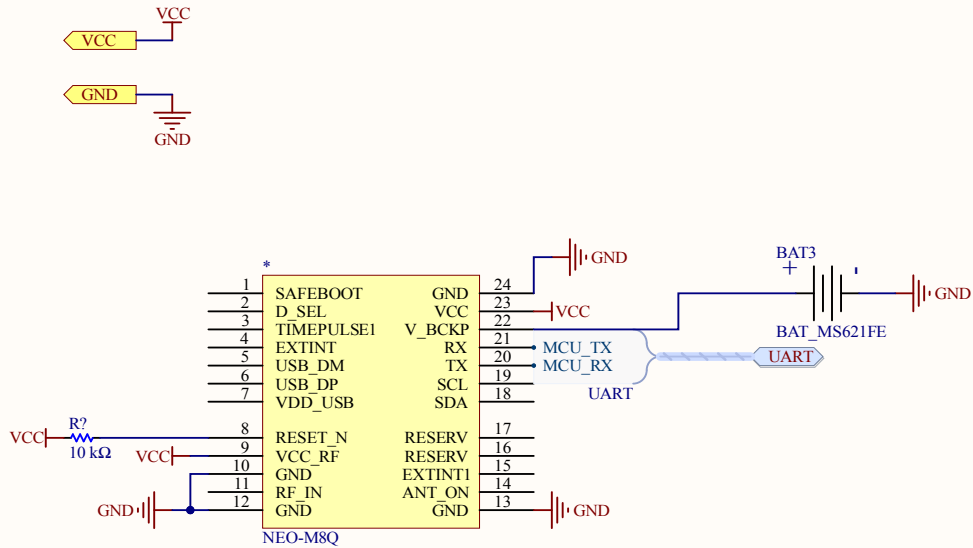 VCC
VCC
GND
GND
*
GND
BAT3
+
GND
BAT_MS621FE
1 SAFEBOOT GND 24
2 D_SEL VCC 23 VCC
3 TIMEPULSE1 V_BCKP 22
4 EXTINT RX 21 MCU_TX
5 USB_DM TX 20 MCU_RX
6 USB_DP SCL 19
7 VDD_USB SDA 18
UART
UART
R?
VCC 10 kΩ
8 RESET_N RESERV 17
VCC 9 VCC_RF RESERV 16
10 GND EXTINT1 15
11 RF_IN ANT_ON 14
GND 12 GND GND 13 GND
NEO-M8Q